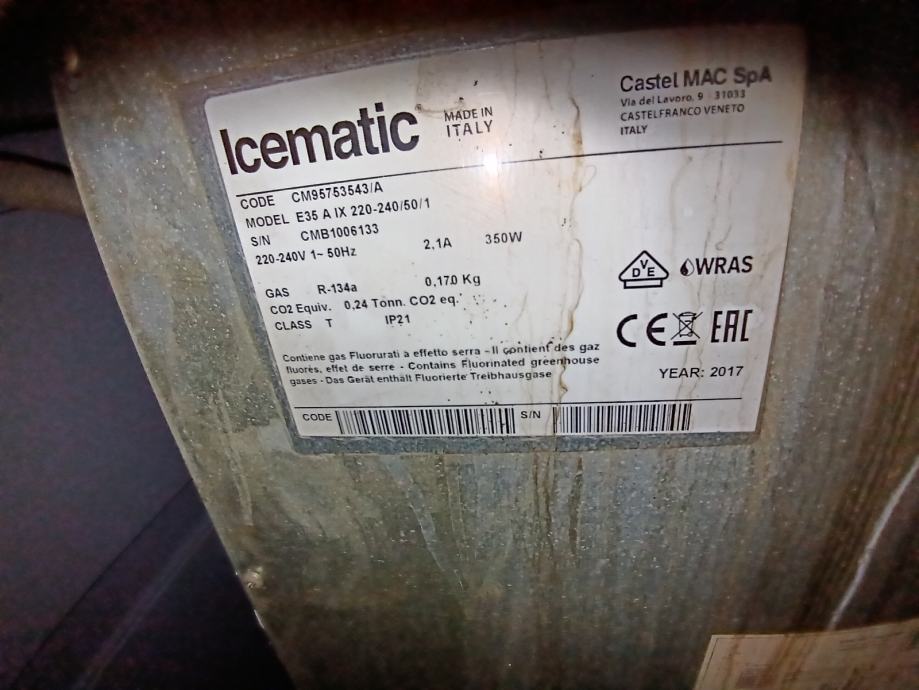 Icematic
MADE IN
ITALY
Castel MAC SpA
Via del Lavoro, 9 - 31033
CASTELFRANCO VENETO
ITALY
CODE CM95753543/A
MODEL E35 A IX 220-240/50/1
S/N CMB1006133
220-240V 1~ 50Hz 2,1A 350W
GAS R-134a 0,170 Kg
CO2 Equiv. 0,24 Tonn. CO2 eq.
CLASS T IP21
DVE
WRAS
CE EAC
Contiene gas Fluorurati a effetto serra - Il contient des gaz
fluorés, effet de serre - Contains Fluorinated greenhouse
gases - Das Gerät enthält Fluorierte Treibhausgase
YEAR: 2017
CODE S/N